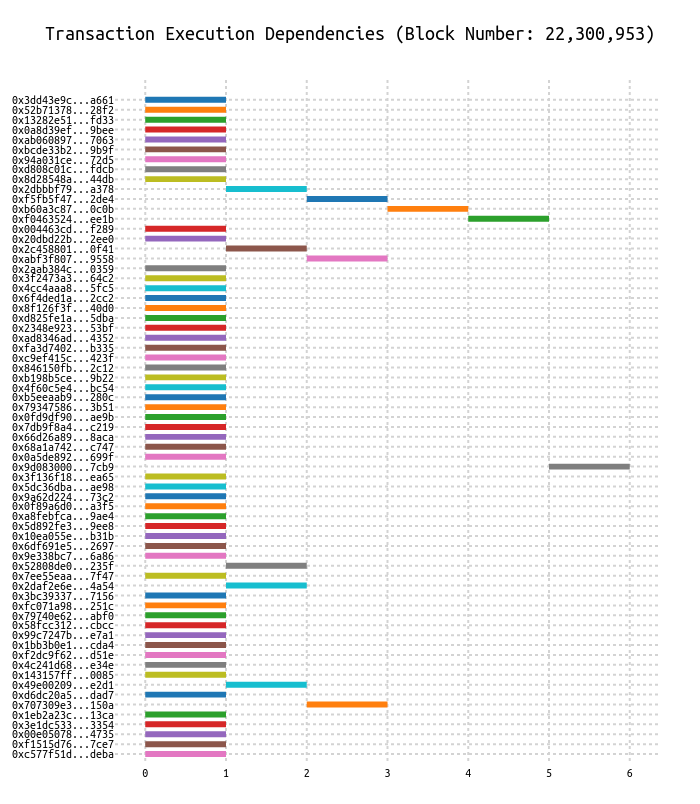 Transaction Execution Dependencies (Block Number: 22,300,953)
0x3dd43e9c...a661
0x52b71378...28f2
0x13282e51...fd33
0x0a8d39ef...9bee
0xab060897...7063
0xbcde33b2...9b9f
0x94a031ce...72d5
0xd808c01c...fdcb
0x8d28548a...44db
0x2dbbbf79...a378
0xf5fb5f47...2de4
0xb60a3c87...0c0b
0xf0463524...ee1b
0x004463cd...f289
0x20dbd22b...2ee0
0x2c458801...0f41
0xabf3f807...9558
0x2aab384c...0359
0x3f2473a3...64c2
0x4cc4aaa8...5fc5
0x6f4ded1a...2cc2
0x8f126f3f...40d0
0xd825fe1a...5dba
0x2348e923...53bf
0xad8346ad...4352
0xfa3d7402...b335
0xc9ef415c...423f
0x846150fb...2c12
0xb198b5ce...9b22
0x4f60c5e4...bc54
0xb5eeaab9...280c
0x79347586...3b51
0x0fd9df90...ae9b
0x7db9f8a4...c219
0x66d26a89...8aca
0x68a1a742...c747
0x0a5de892...699f
0x9d083000...7cb9
0x3f136f18...ea65
0x5dc36dba...ae98
0x9a62d224...73c2
0x0f89a6d0...a3f5
0xa8febfca...9ae4
0x5d892fe3...9ee8
0x10ea055e...b31b
0x6df691e5...2697
0x9e338bc7...6a86
0x52808de0...235f
0x7ee55eaa...7f47
0x2daf2e6e...4a54
0x3bc39337...7156
0xfc071a98...251c
0x79740e62...abf0
0x58fcc312...cbcc
0x99c7247b...e7a1
0x1bb3b0e1...cda4
0xf2dc9f62...d51e
0x4c241d68...e34e
0x143157ff...0085
0x49e00209...e2d1
0xd6dc20a5...dad7
0x707309e3...150a
0x1eb2a23c...13ca
0x3e1dc533...3354
0x00e05078...4735
0xf1515d76...7ce7
0xc577f51d...deba
0 1 2 3 4 5 6